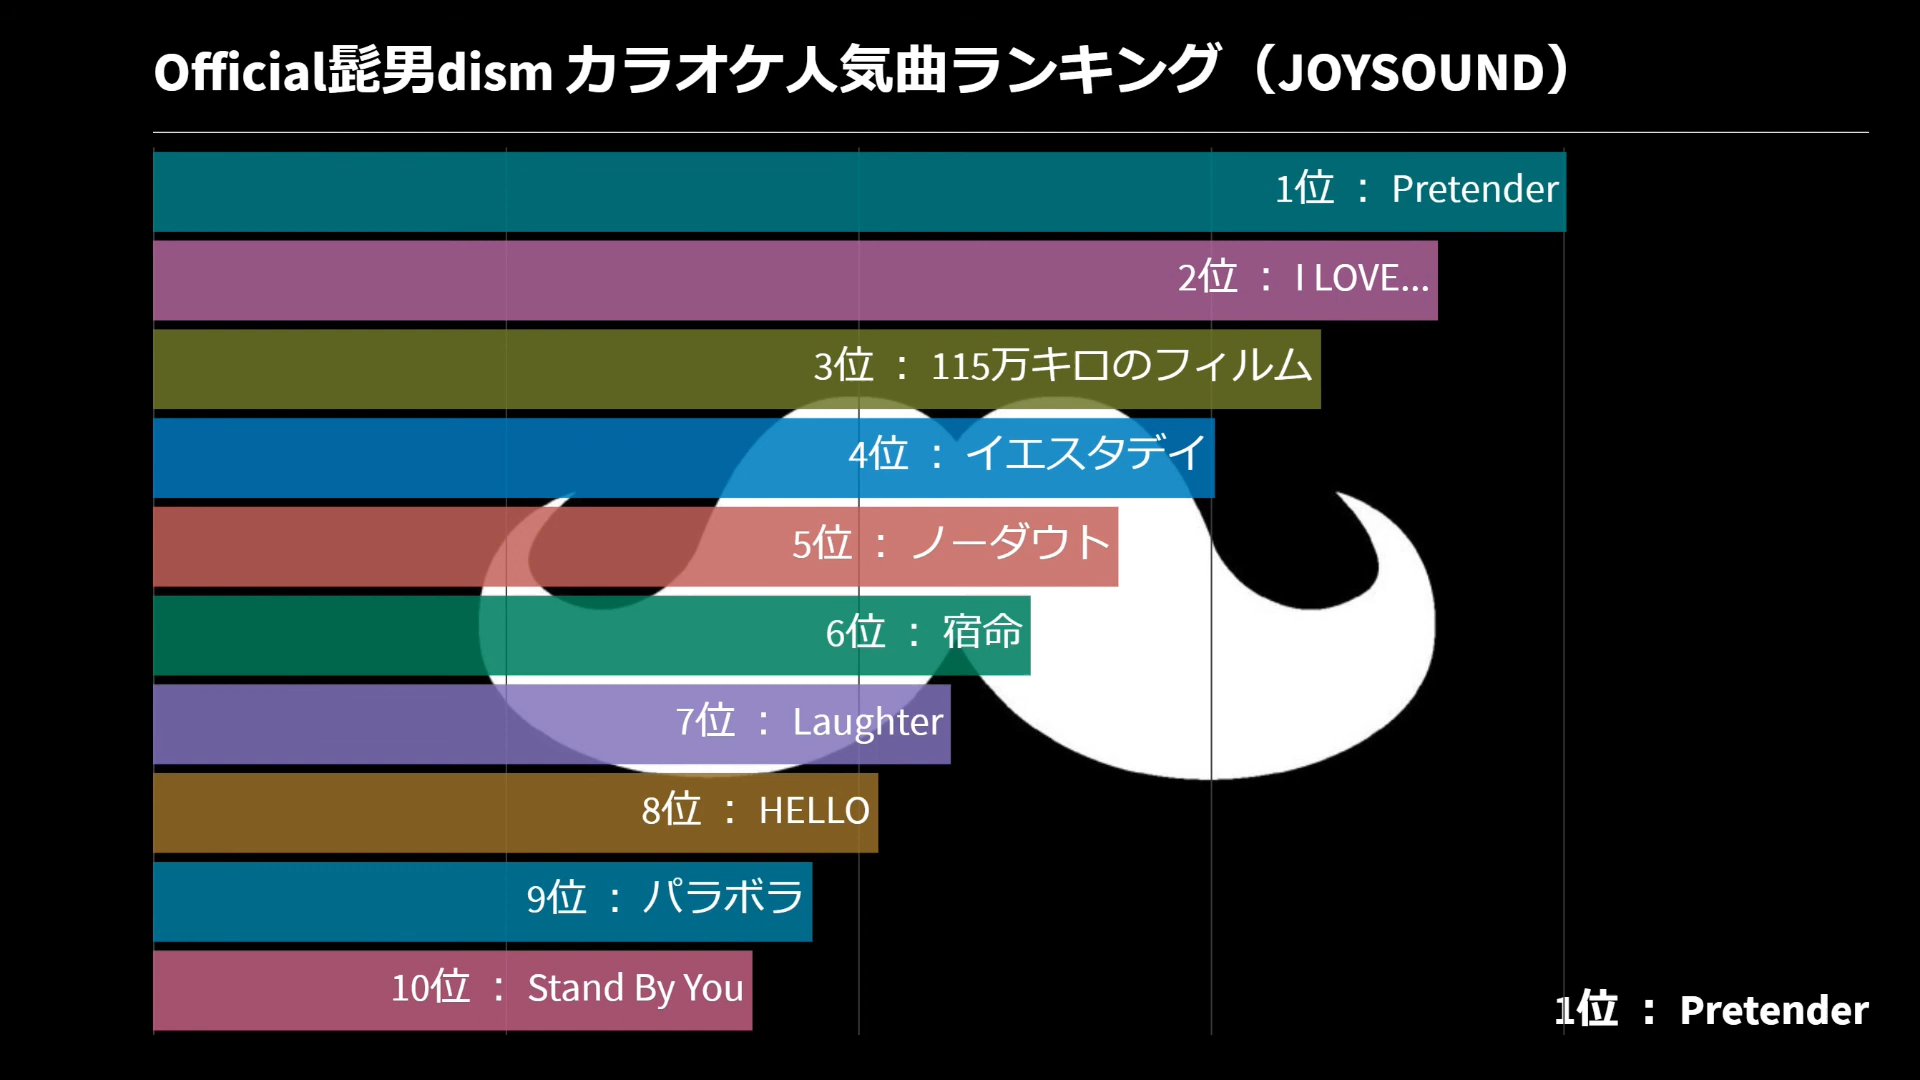 Official髭男dism カラオケ人気曲ランキング（JOYSOUND）
1位 ： Pretender
2位 ： I LOVE...
3位 ： 115万キロのフィルム
4位 ： イエスタデイ
5位 ： ノーダウト
6位 ： 宿命
7位 ： Laughter
8位 ： HELLO
9位 ： パラボラ
10位 ： Stand By You
1位 ： Pretender